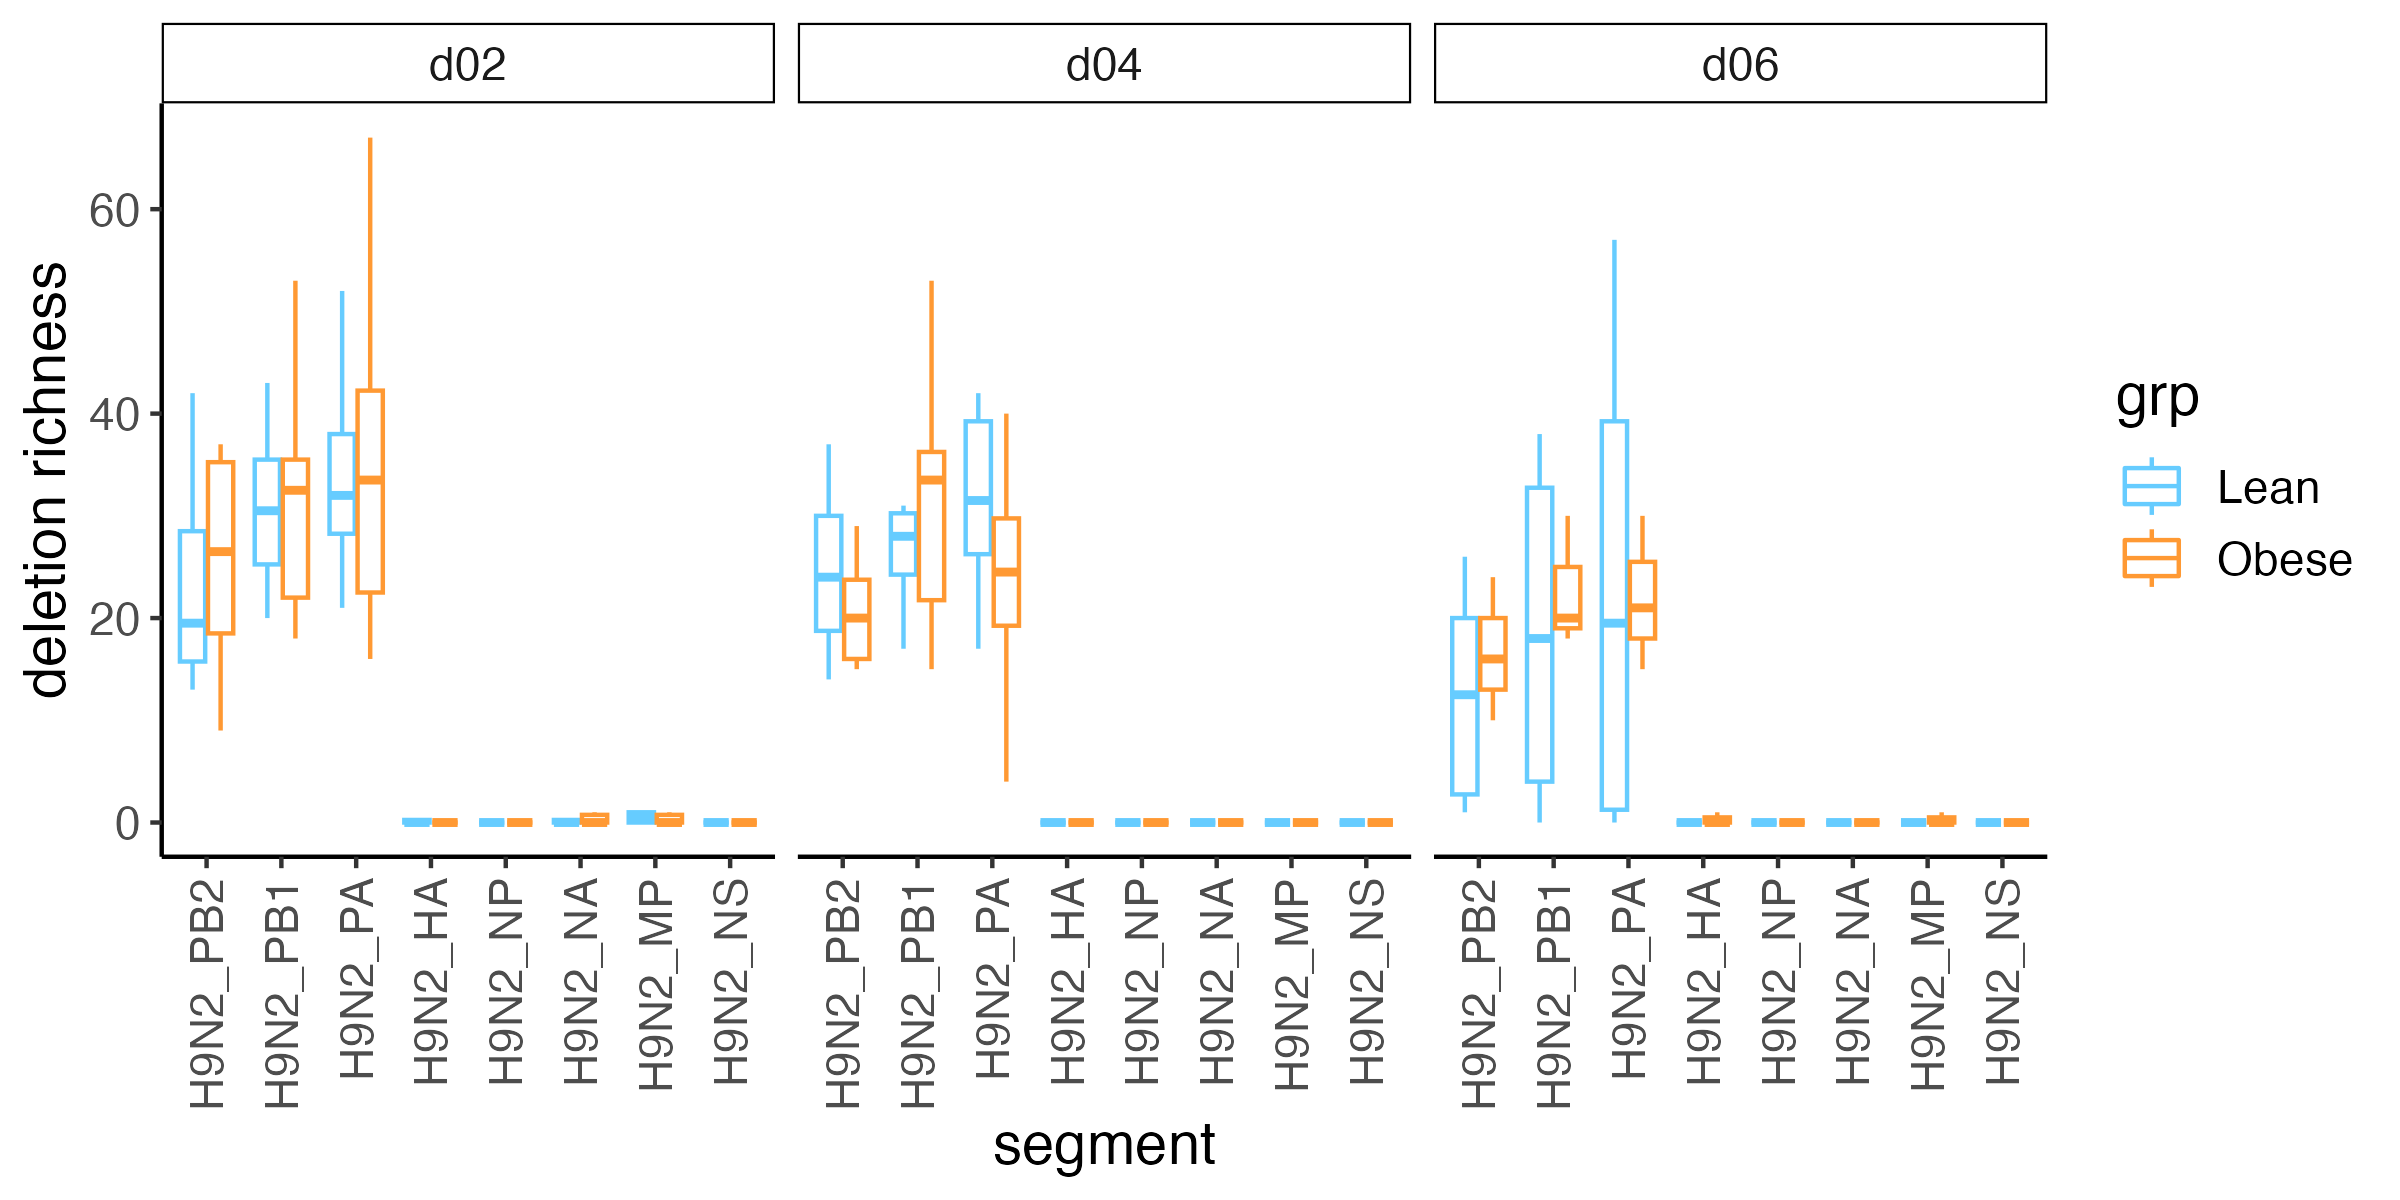 d02 d04 d06
deletion richness
60
40
20
0
H9N2_PB2 H9N2_PB1 H9N2_PA H9N2_HA H9N2_NP H9N2_NA H9N2_MP H9N2_NS H9N2_PB2 H9N2_PB1 H9N2_PA H9N2_HA H9N2_NP H9N2_NA H9N2_MP H9N2_NS H9N2_PB2 H9N2_PB1 H9N2_PA H9N2_HA H9N2_NP H9N2_NA H9N2_MP H9N2_NS
segment
grp
Lean
Obese